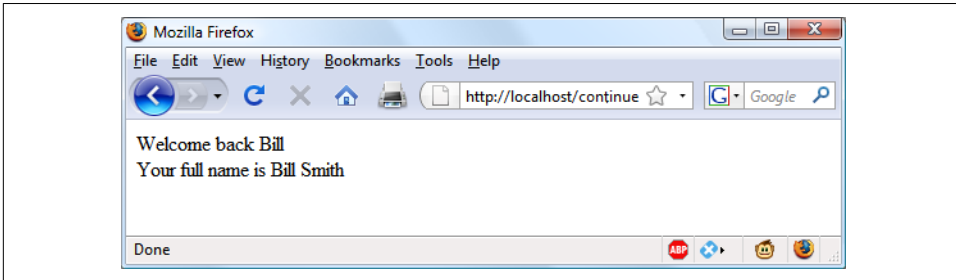 Mozilla Firefox
File Edit View History Bookmarks Tools Help
http://localhost/continue G Google
Welcome back Bill
Your full name is Bill Smith
Done ABP